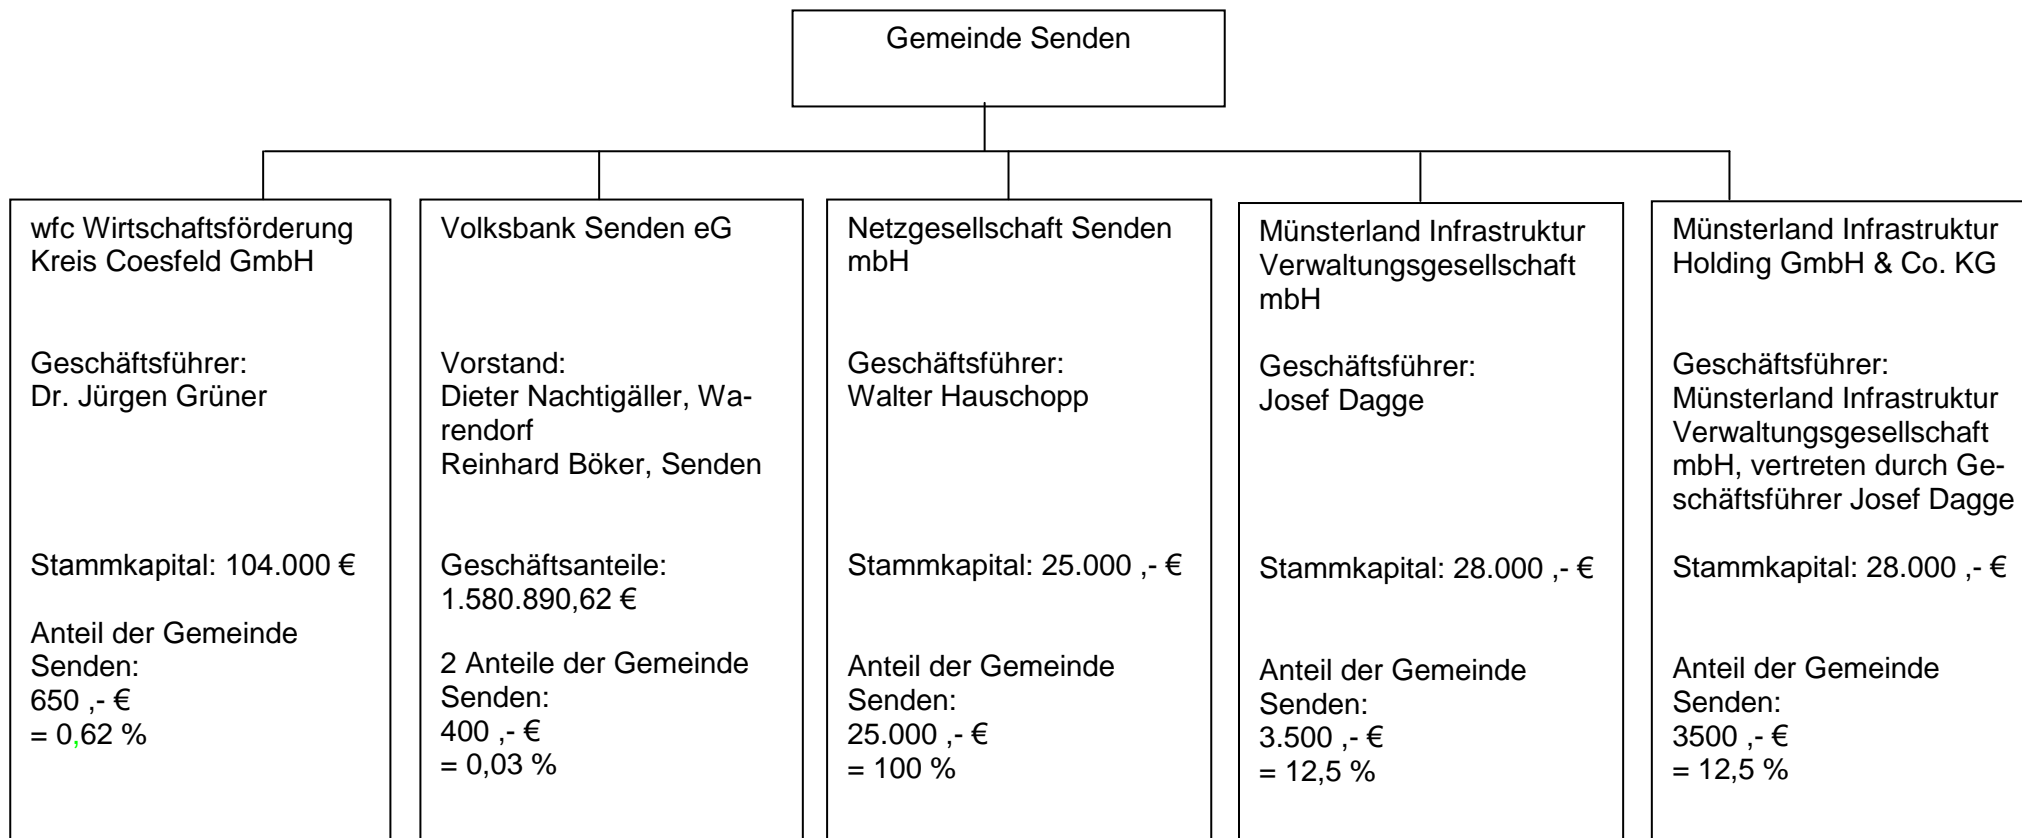 Gemeinde Senden
wfc Wirtschaftsförderung
Kreis Coesfeld GmbH
Geschäftsführer:
Dr. Jürgen Grüner
Stammkapital: 104.000 €
Anteil der Gemeinde
Senden:
650 ,- €
= 0,62 %
Volksbank Senden eG
Vorstand:
Dieter Nachtigäller, Wa-
rendorf
Reinhard Böker, Senden
Geschäftsanteile:
1.580.890,62 €
2 Anteile der Gemeinde
Senden:
400 ,- €
= 0,03 %
Netzgesellschaft Senden
mbH
Geschäftsführer:
Walter Hauschopp
Stammkapital: 25.000 ,- €
Anteil der Gemeinde
Senden:
25.000 ,- €
= 100 %
Münsterland Infrastruktur
Verwaltungsgesellschaft
mbH
Geschäftsführer:
Josef Dagge
Stammkapital: 28.000 ,- €
Anteil der Gemeinde
Senden:
3.500 ,- €
= 12,5 %
Münsterland Infrastruktur
Holding GmbH & Co. KG
Geschäftsführer:
Münsterland Infrastruktur
Verwaltungsgesellschaft
mbH, vertreten durch Ge-
schäftsführer Josef Dagge
Stammkapital: 28.000 ,- €
Anteil der Gemeinde
Senden:
3500 ,- €
= 12,5 %